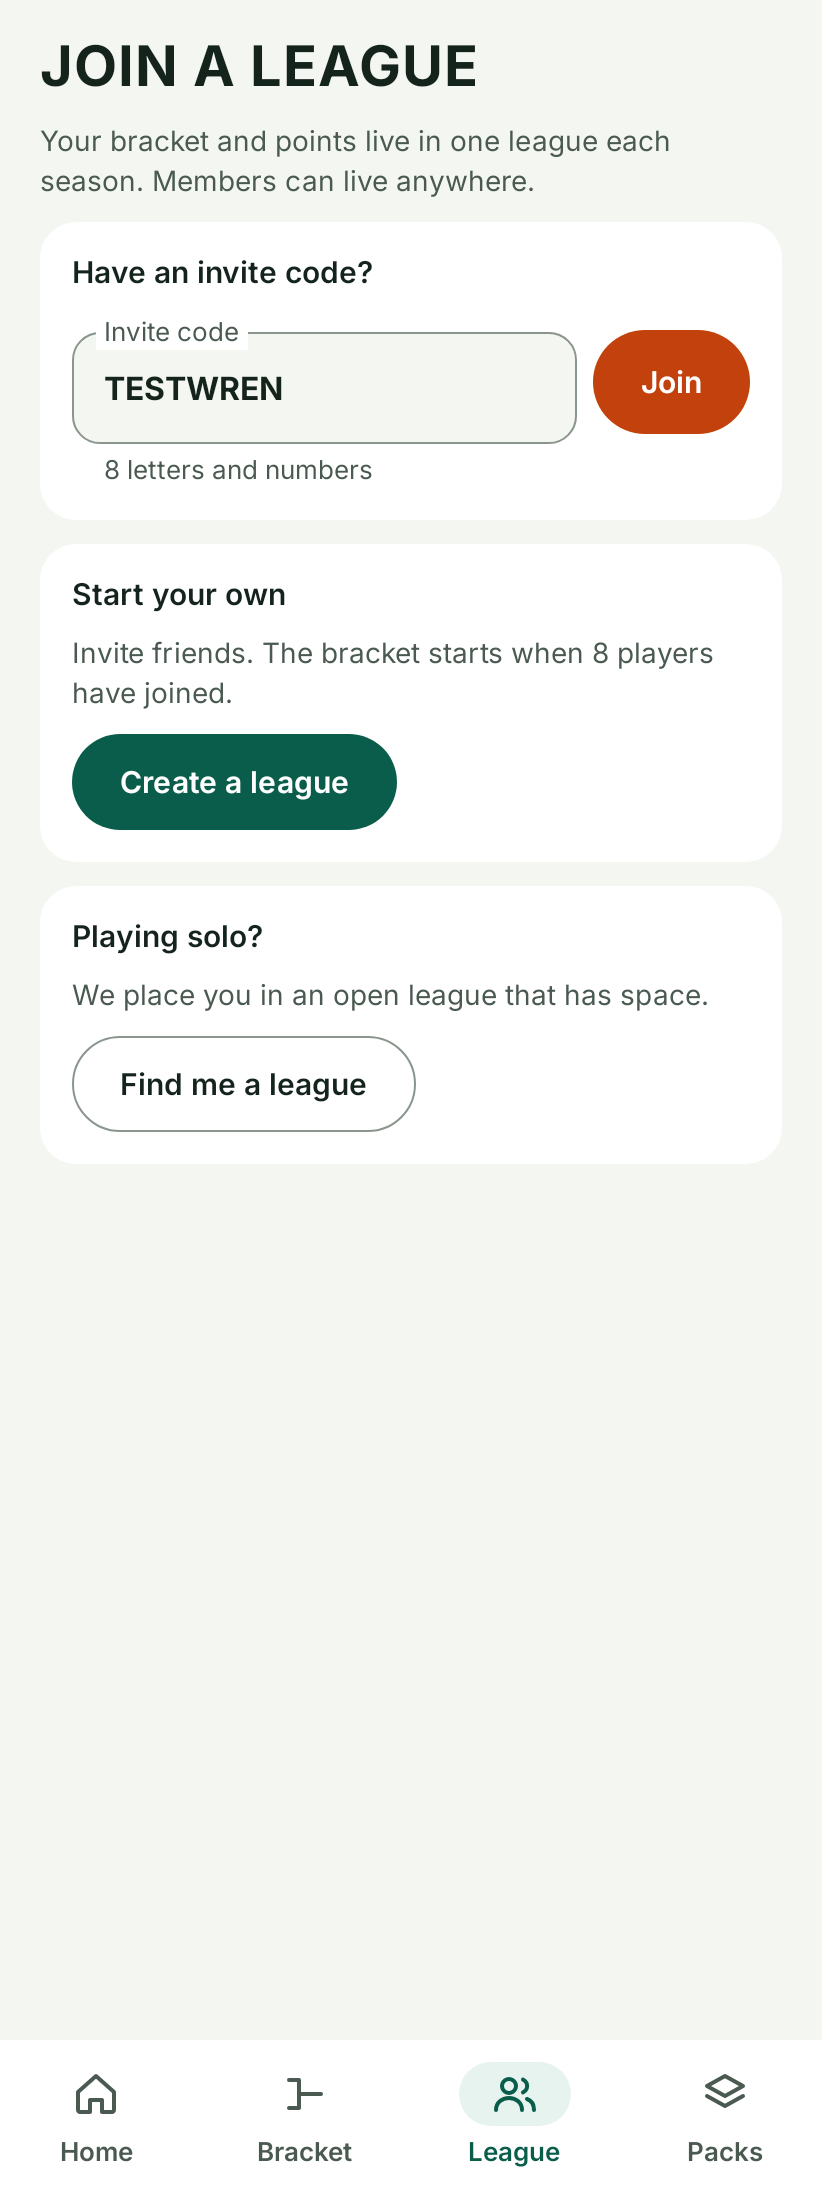 JOIN A LEAGUE
Your bracket and points live in one league each
season. Members can live anywhere.
Have an invite code?
Invite code
TESTWREN
Join
8 letters and numbers
Start your own
Invite friends. The bracket starts when 8 players
have joined.
Create a league
Playing solo?
We place you in an open league that has space.
Find me a league
Home
Bracket
League
Packs